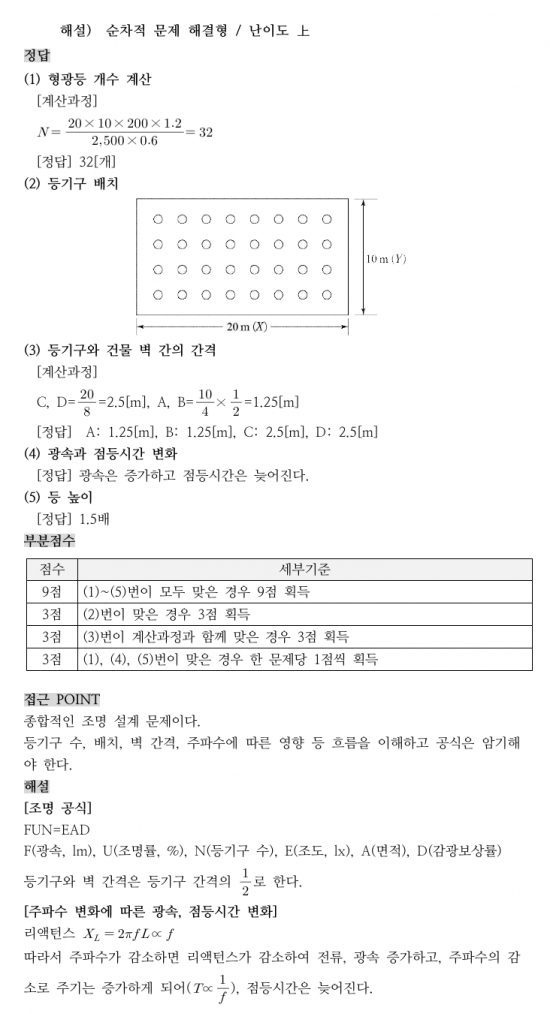 해설) 순차적 문제 해결형 / 난이도 上
정답
(1) 형광등 개수 계산
[계산과정]
N = \frac{20×10×200×1.2}{2,500×0.6} = 32
[정답] 32[개]
(2) 등기구 배치
10 m (Y)
20 m (X)
(3) 등기구와 건물 벽 간의 간격
[계산과정]
C, D=\frac{20}{8}=2.5[m], A, B=\frac{10}{4}×\frac{1}{2}=1.25[m]
[정답] A: 1.25[m], B: 1.25[m], C: 2.5[m], D: 2.5[m]
(4) 광속과 점등시간 변화
[정답] 광속은 증가하고 점등시간은 늦어진다.
(5) 등 높이
[정답] 1.5배
부분점수
점수 세부기준
9점 (1)~(5)번이 모두 맞은 경우 9점 획득
3점 (2)번이 맞은 경우 3점 획득
3점 (3)번이 계산과정과 함께 맞은 경우 3점 획득
3점 (1), (4), (5)번이 맞은 경우 한 문제당 1점씩 획득
접근 POINT
종합적인 조명 설계 문제이다.
등기구 수, 배치, 벽 간격, 주파수에 따른 영향 등 흐름을 이해하고 공식은 암기해
야 한다.
해설
[조명 공식]
FUN=EAD
F(광속, lm), U(조명률, %), N(등기구 수), E(조도, lx), A(면적), D(감광보상률)
등기구와 벽 간격은 등기구 간격의 \frac{1}{2}로 한다.
[주파수 변화에 따른 광속, 점등시간 변화]
리액턴스 X_L = 2πfL ∝ f
따라서 주파수가 감소하면 리액턴스가 감소하여 전류, 광속 증가하고, 주파수의 감
소로 주기는 증가하게 되어(T∝\frac{1}{f}), 점등시간은 늦어진다.